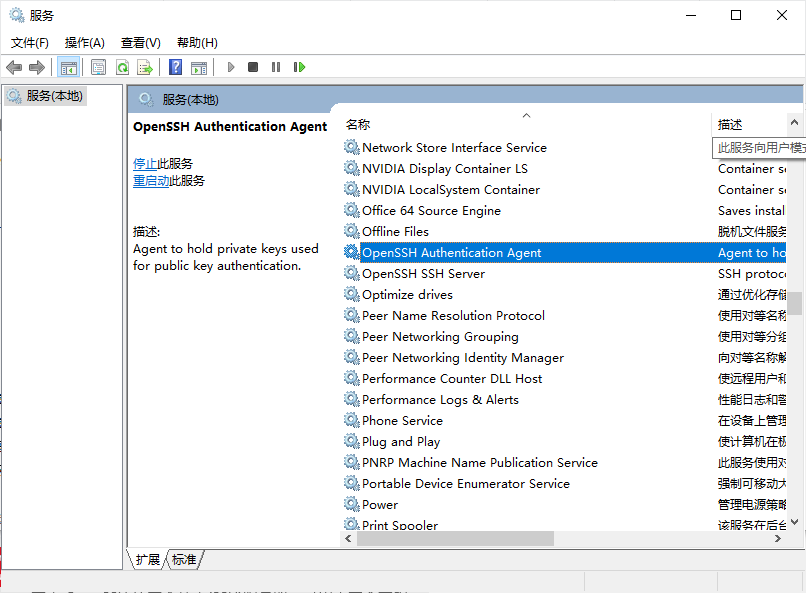 服务
文件(F) 操作(A) 查看(V) 帮助(H)
服务(本地)
服务(本地)
OpenSSH Authentication Agent
停止此服务
重启动此服务
描述:
Agent to hold private keys used
for public key authentication.
名称 描述
此服务向用户模式
Network Store Interface Service
NVIDIA Display Container LS Container se
NVIDIA LocalSystem Container Container se
Office 64 Source Engine Saves instal
Offline Files 脱机文件服务
OpenSSH Authentication Agent Agent to ho
OpenSSH SSH Server SSH protoc
Optimize drives 通过优化存储
Peer Name Resolution Protocol 使用对等名称
Peer Networking Grouping 使用对等分组
Peer Networking Identity Manager 向对等名称解
Performance Counter DLL Host 使远程用户和
Performance Logs & Alerts 性能日志和警
Phone Service 在设备上管理
Plug and Play 使计算机在极
PNRP Machine Name Publication Service 此服务使用对
Portable Device Enumerator Service 强制可移动大
Power 管理电源策略
Print Spooler 该服务在后台
扩展 标准